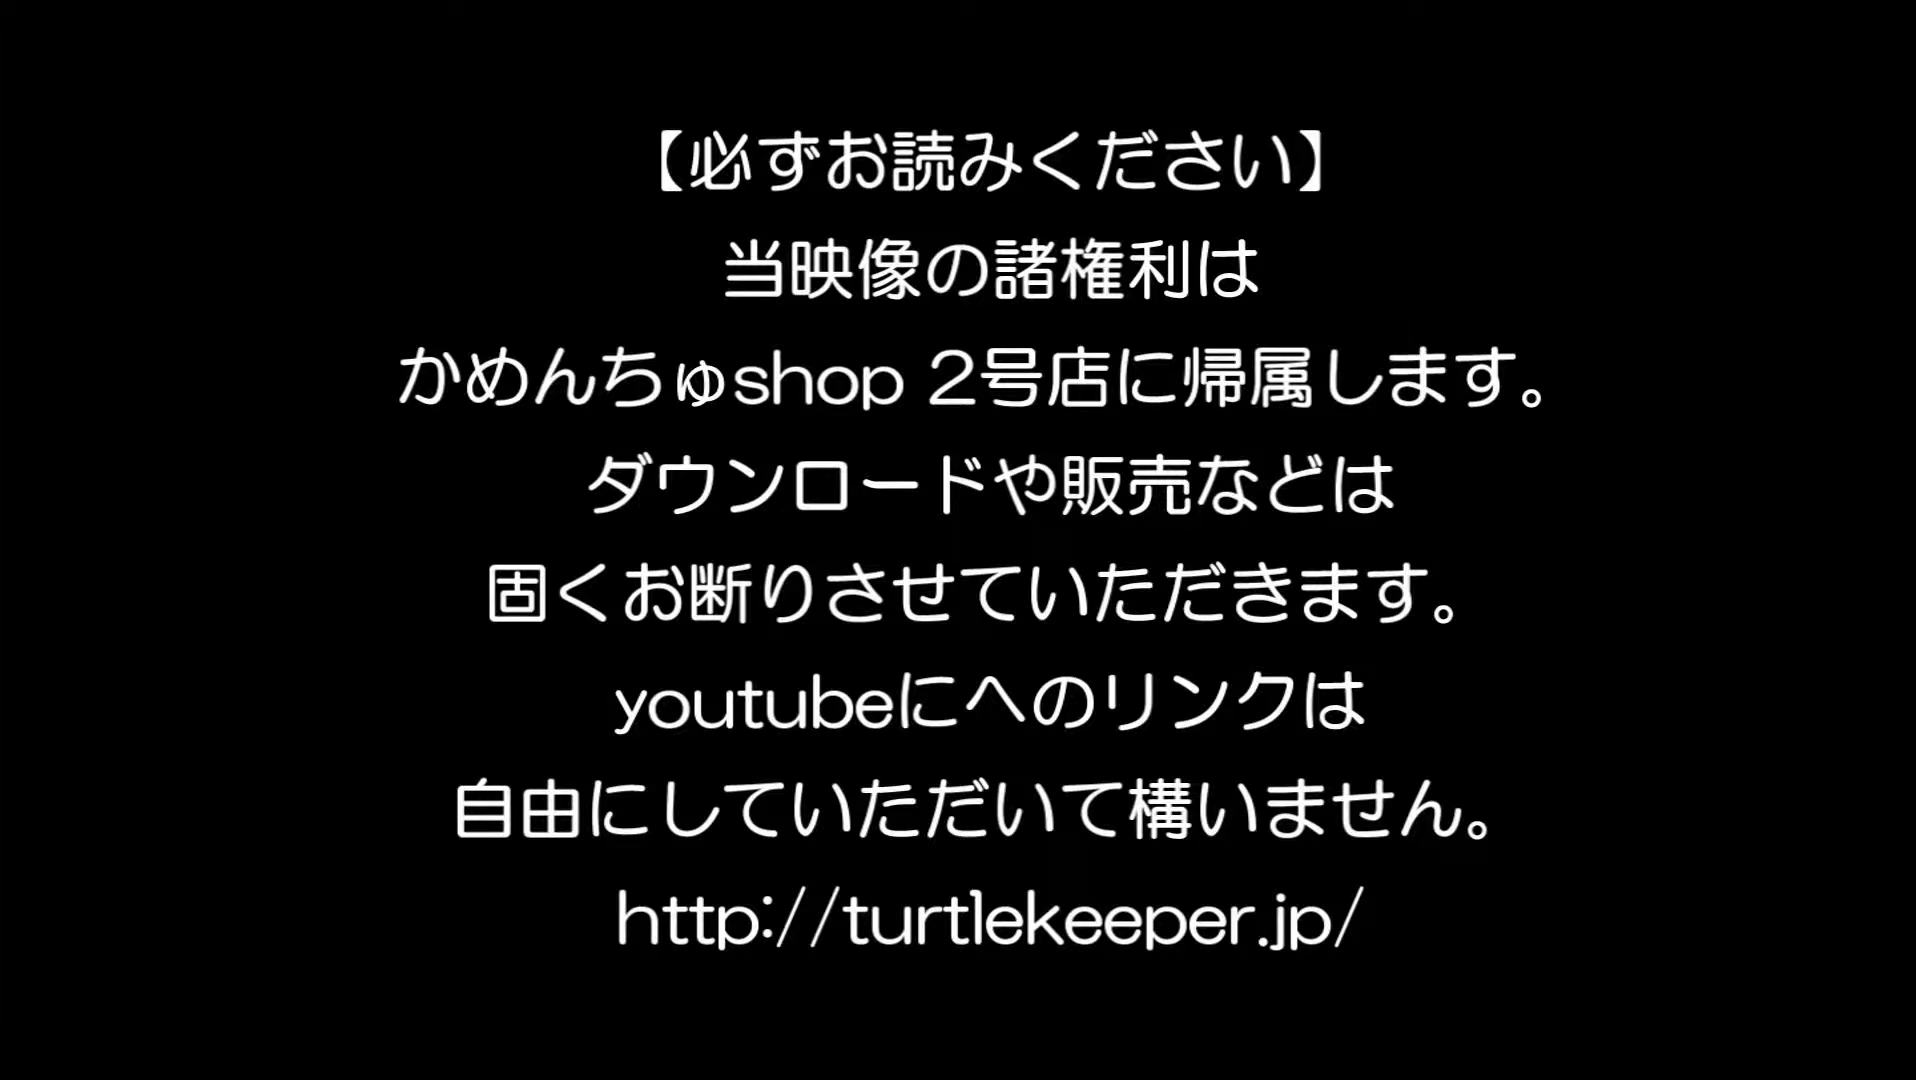 【必ずお読みください】
当映像の諸権利は
かめんちゅshop 2号店に帰属します。
ダウンロードや販売などは
固くお断りさせていただきます。
youtubeにへのリンクは
自由にしていただいて構いません。
http://turtlekeeper.jp/